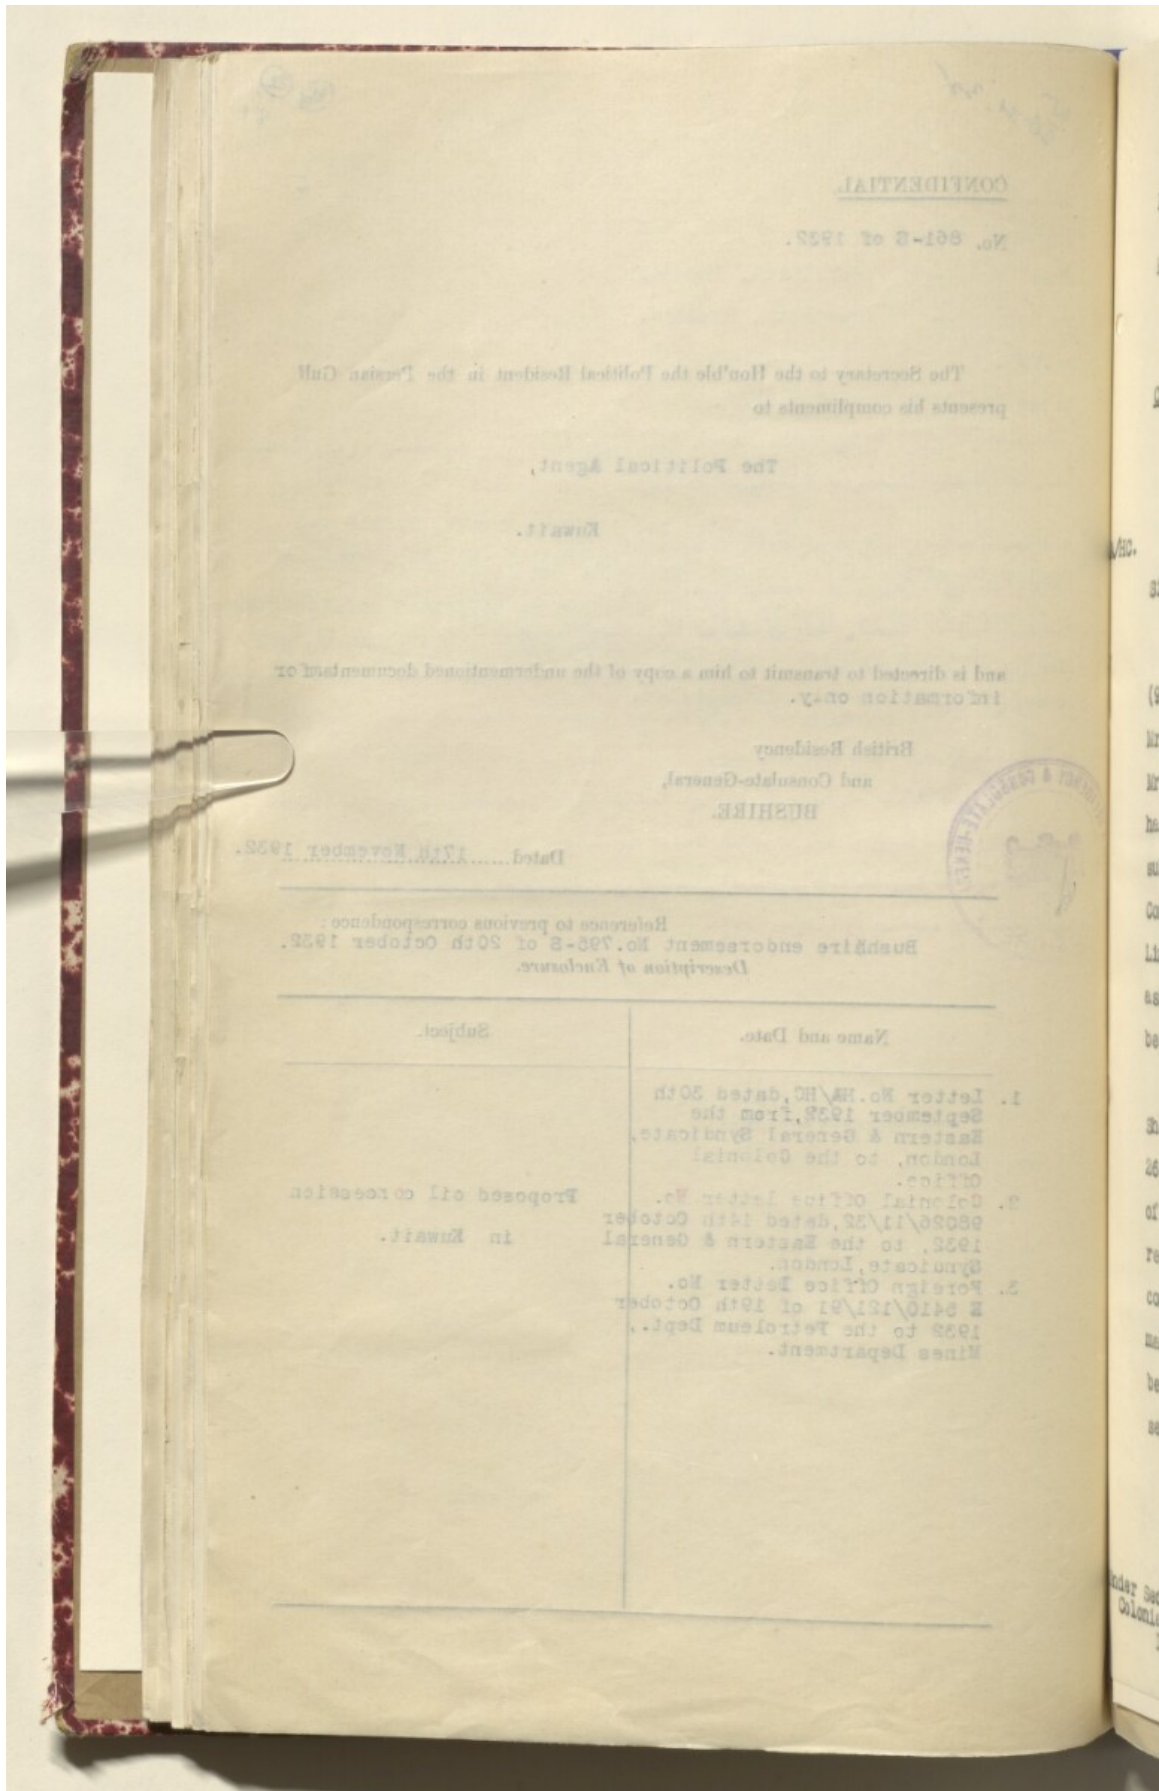 CONFIDENTIAL.
No. 861-S of 1932.
The Secretary to the Hon'ble the Political Resident in the Persian Gulf
presents his compliments to
The Political Agent,
Kuwait.
and is directed to transmit to him a copy of the undermentioned documents for
information only.
British Residency
and Consulate-General,
BUSHIRE.
Dated 17th November 1932.
Reference to previous correspondence:
Bushire endorsement No.795-S of 20th October 1932.
Description of Enclosure.
Name and Date.
Subject.
1. Letter No.HA/HC,dated 30th
September 1932,from the
Eastern & General Syndicate,
London, to the Colonial
Office.
2. Colonial Office letter No.
98026/11/32,dated 14th October
1932, to the Eastern & General
Syndicate,London.
3. Foreign Office letter No.
E 5410/121/91 of 19th October
1932 to the Petroleum Dept.,
Mines Department.
Proposed oil concession
in Kuwait.
/HC.